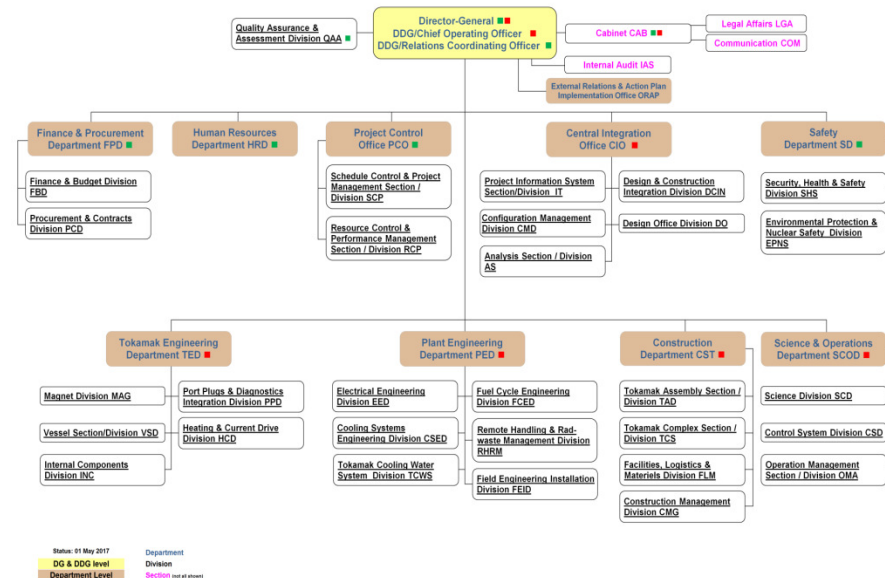 Quality Assurance &
Assessment Division QAA
Director-General
DDG/Chief Operating Officer
DDG/Relations Coordinating Officer
Cabinet CAB
Legal Affairs LGA
Communication COM
Internal Audit IAS
External Relations & Action Plan
Implementation Office ORAP
Finance & Procurement
Department FPD
Human Resources
Department HRD
Project Control
Office PCO
Central Integration
Office CIO
Safety
Department SD
Finance & Budget Division
FBD
Procurement & Contracts
Division PCD
Schedule Control & Project
Management Section /
Division SCP
Resource Control &
Performance Management
Section / Division RCP
Project Information System
Section/Division IT
Configuration Management
Division CMD
Analysis Section / Division
AS
Design & Construction
Integration Division DCIN
Design Office Division DO
Security, Health & Safety
Division SHS
Environmental Protection
& Nuclear Safety Division
EPNS
Tokamak Engineering
Department TED
Plant Engineering
Department PED
Construction
Department CST
Science & Operations
Department SCOD
Magnet Division MAG
Vessel Section/Division VSD
Internal Components
Division INC
Port Plugs & Diagnostics
Integration Division PPD
Heating & Current Drive
Division HCD
Electrical Engineering
Division EED
Cooling Systems
Engineering Division CSED
Tokamak Cooling Water
System Division TCWS
Fuel Cycle Engineering
Division FCED
Remote Handling & Rad-
waste Management Division
RHRM
Field Engineering Installation
Division FEID
Tokamak Assembly Section /
Division TAD
Tokamak Complex Section /
Division TCS
Facilities, Logistics &
Materiels Division FLM
Construction Management
Division CMG
Science Division SCD
Control System Division CSD
Operation Management
Section / Division OMA
Status: 01 May 2017
DG & DDG level
Department Level
Department
Division
Section (not all shown)